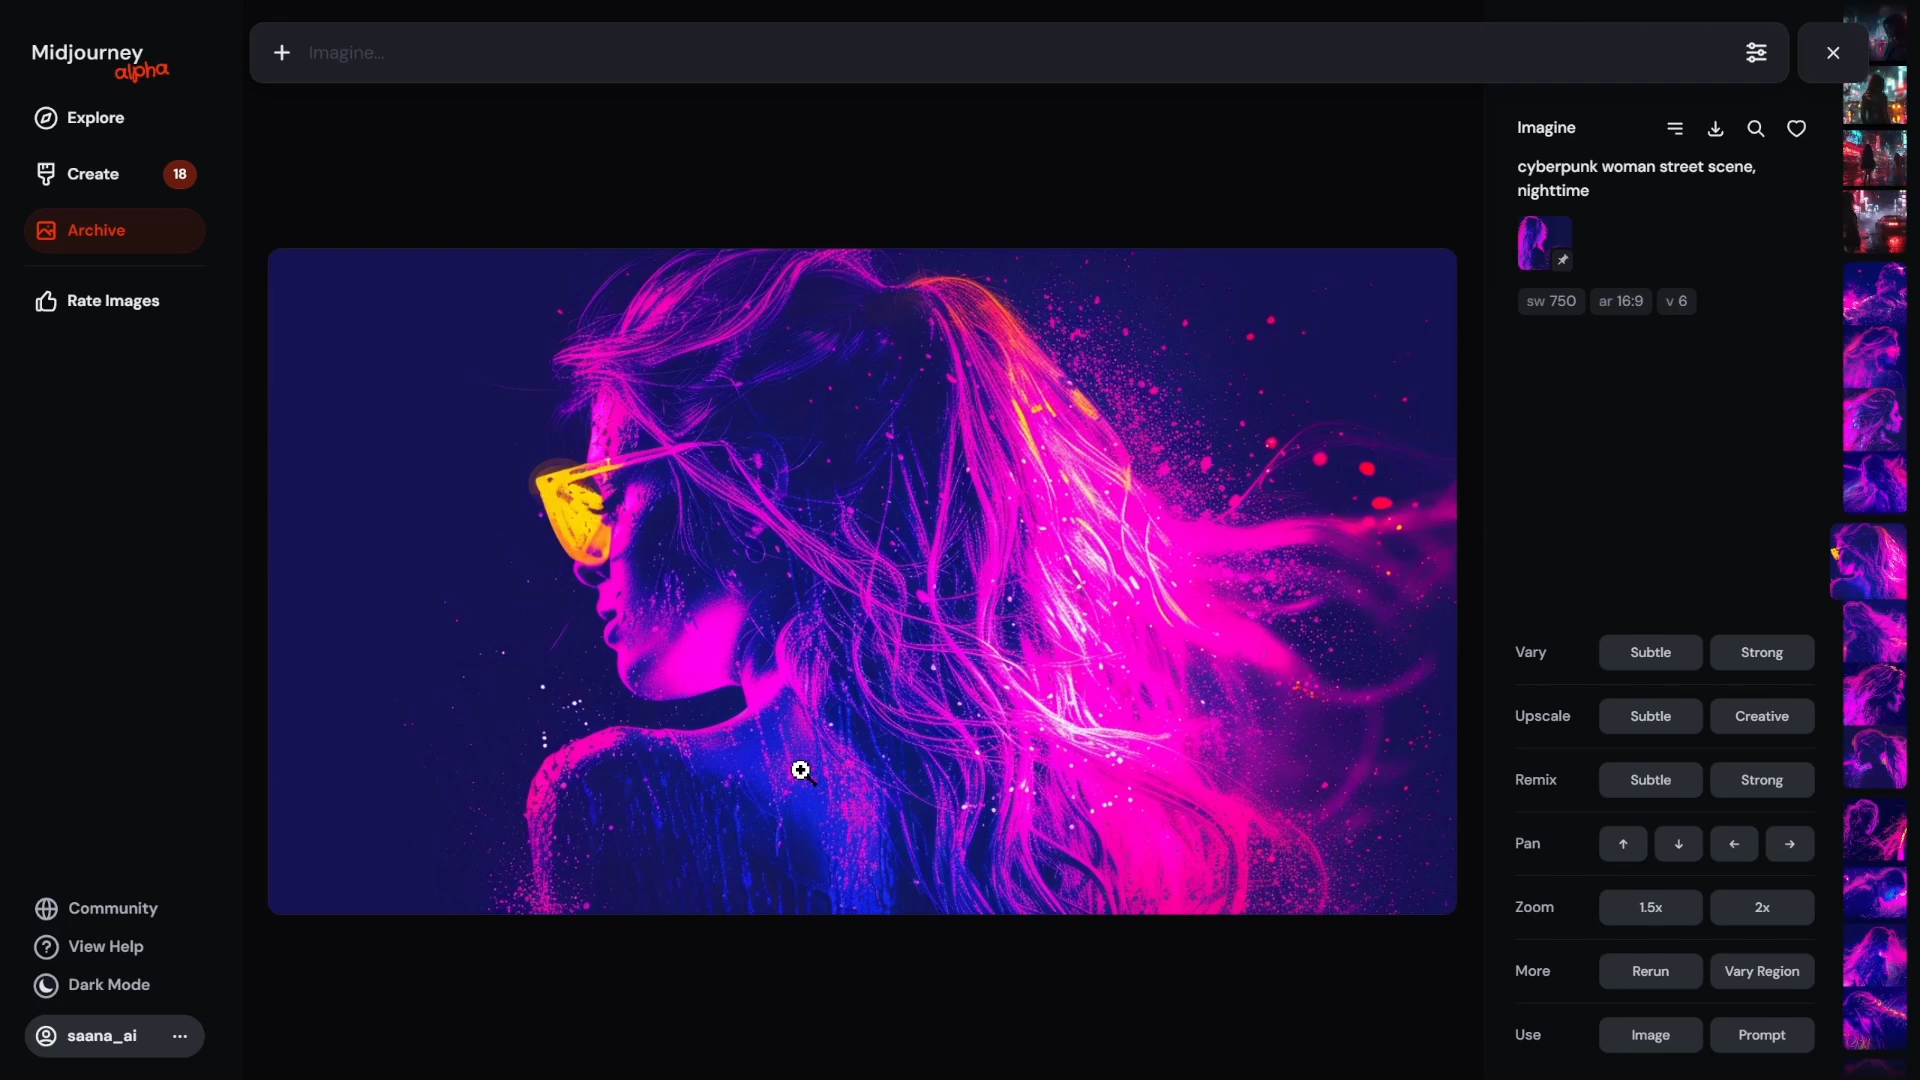 Midjourney
alpha
Imagine...
Explore
Create 18
Archive
Rate Images
Imagine
cyberpunk woman street scene,
nighttime
sw 750 ar 16:9 v 6
Vary Subtle Strong
Upscale Subtle Creative
Remix Subtle Strong
Pan
Zoom 1.5x 2x
More Rerun Vary Region
Use Image Prompt
Community
View Help
Dark Mode
saana_ai